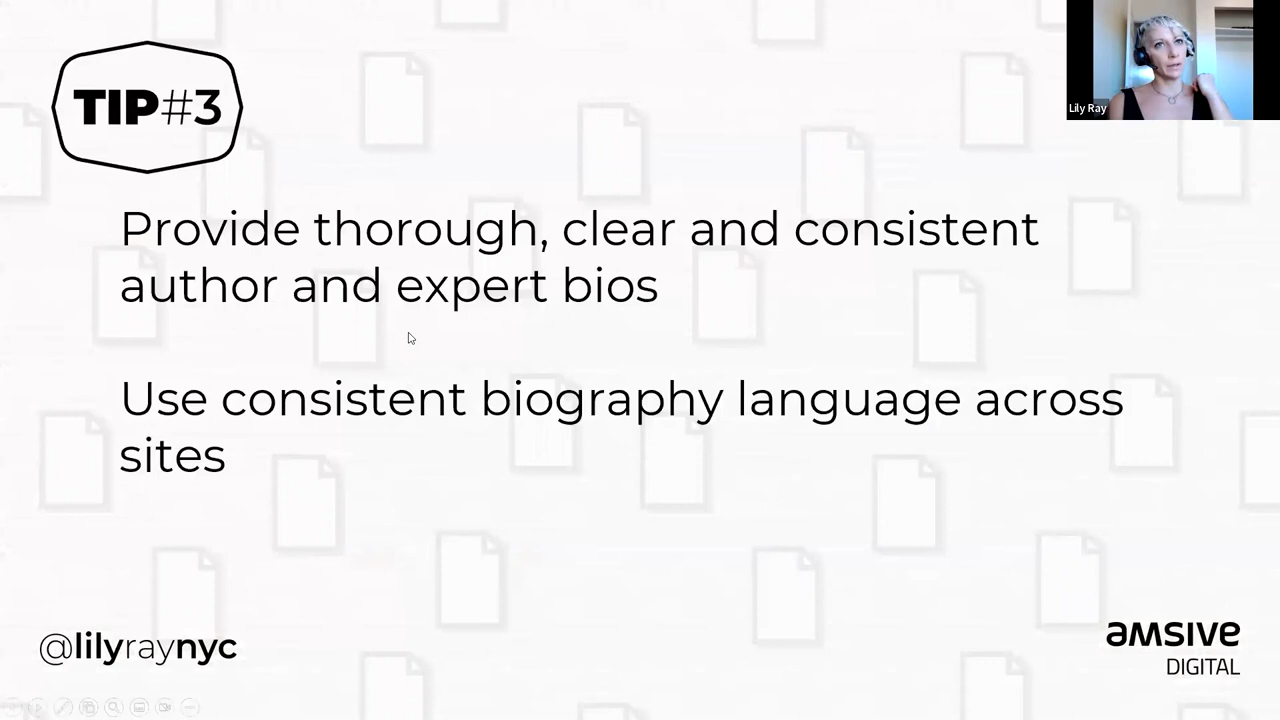 TIP#3
Lily Ray
Provide thorough, clear and consistent
author and expert bios
Use consistent biography language across
sites
@lilyraynyc
amsive
DIGITAL